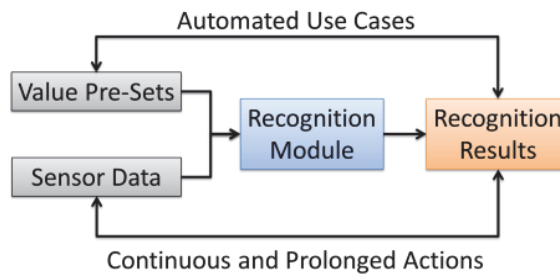 Automated Use Cases
Value Pre-Sets
Sensor Data
Recognition
Module
Recognition
Results
Continuous and Prolonged Actions